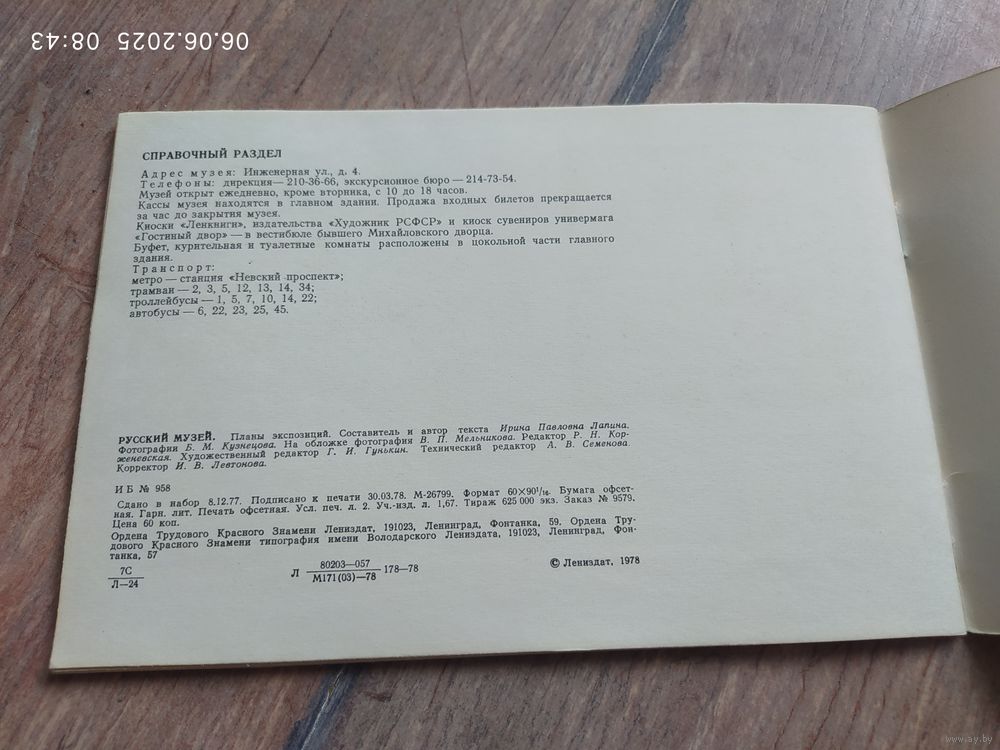 06.06.2025 08:43
СПРАВОЧНЫЙ РАЗДЕЛ
Адрес музея: Инженерная ул., д. 4.
Телефоны: дирекция — 210-36-66, экскурсионное бюро — 214-73-54.
Музей открыт ежедневно, кроме вторника, с 10 до 18 часов.
Кассы музея находятся в главном здании. Продажа входных билетов прекращается
за час до закрытия музея.
Киоски «Ленкниги», издательства «Художник РСФСР» и киоск сувениров универмага
«Гостиный двор» — в вестибюле бывшего Михайловского дворца.
Буфет, курительная и туалетные комнаты расположены в цокольной части главного
здания.
Транспорт:
метро — станция «Невский проспект»;
трамваи — 2, 3, 5, 12, 13, 14, 34;
троллейбусы — 1, 5, 7, 10, 14, 22;
автобусы — 6, 22, 23, 25, 45.
РУССКИЙ МУЗЕЙ. Планы экспозиций. Составитель и автор текста Ирина Павловна Лапина.
Фотографии Б. М. Кузнецова. На обложке фотография В. П. Мельникова. Редактор Р. Н. Кор-
женевская. Художественный редактор Г. И. Гунькин. Технический редактор А. В. Семенова.
Корректор И. В. Левтонова.
ИБ № 958
Сдано в набор 8.12.77. Подписано к печати 30.03.78. М-26799. Формат 60×90¹/₁₆. Бумага офсет-
ная. Гарн. лит. Печать офсетная. Усл. печ. л. 2. Уч.-изд. л. 1,67. Тираж 625 000 экз. Заказ № 9579.
Цена 60 коп.
Ордена Трудового Красного Знамени Лениздат, 191023, Ленинград, Фонтанка, 59. Ордена Тру-
дового Красного Знамени типография имени Володарского Лениздата, 191023, Ленинград, Фон-
танка, 57
7С
Л—24
Л 80203—057
М171(03)—78 178—78
© Лениздат, 1978
www.ay.by